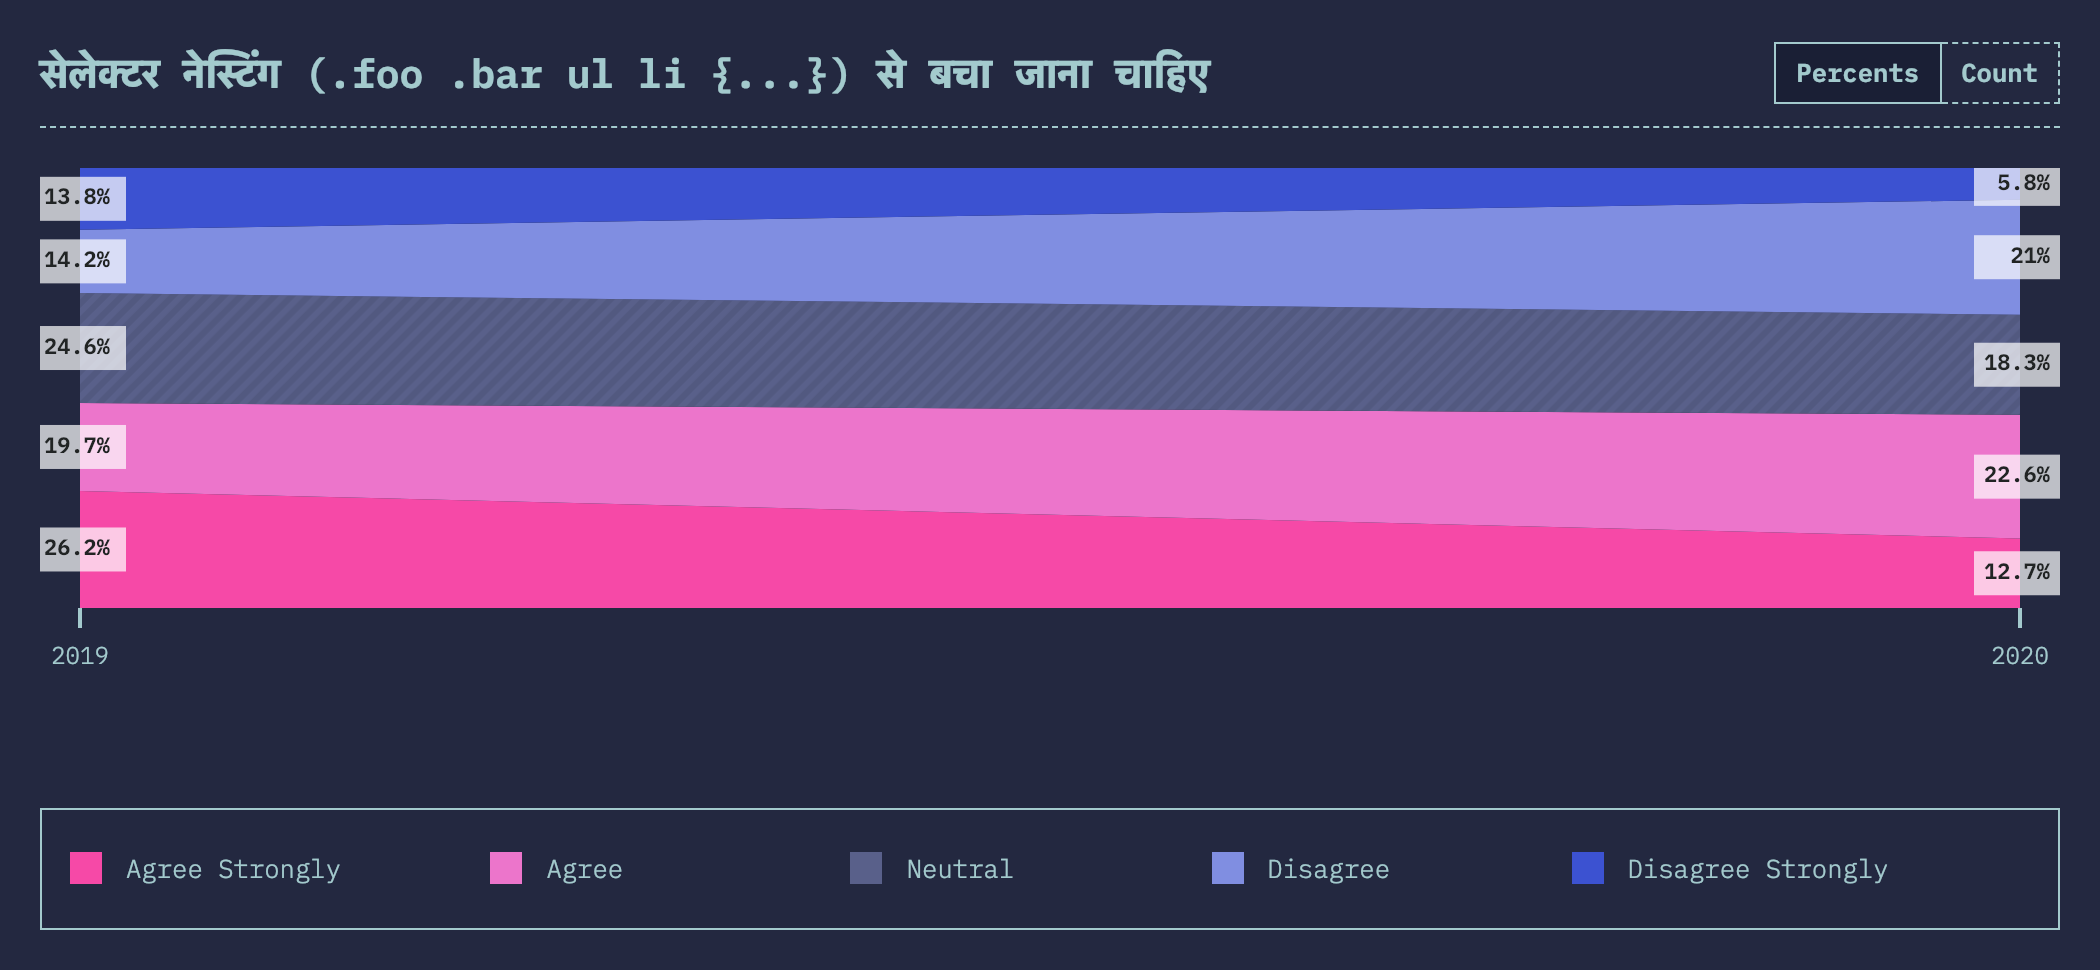 सेलेक्टर नेस्टिंग (.foo .bar ul li {...}) से बचा जाना चाहिए
Percents Count
13.8% 5.8%
14.2% 21%
24.6% 18.3%
19.7% 22.6%
26.2% 12.7%
2019 2020
Agree Strongly Agree Neutral Disagree Disagree Strongly